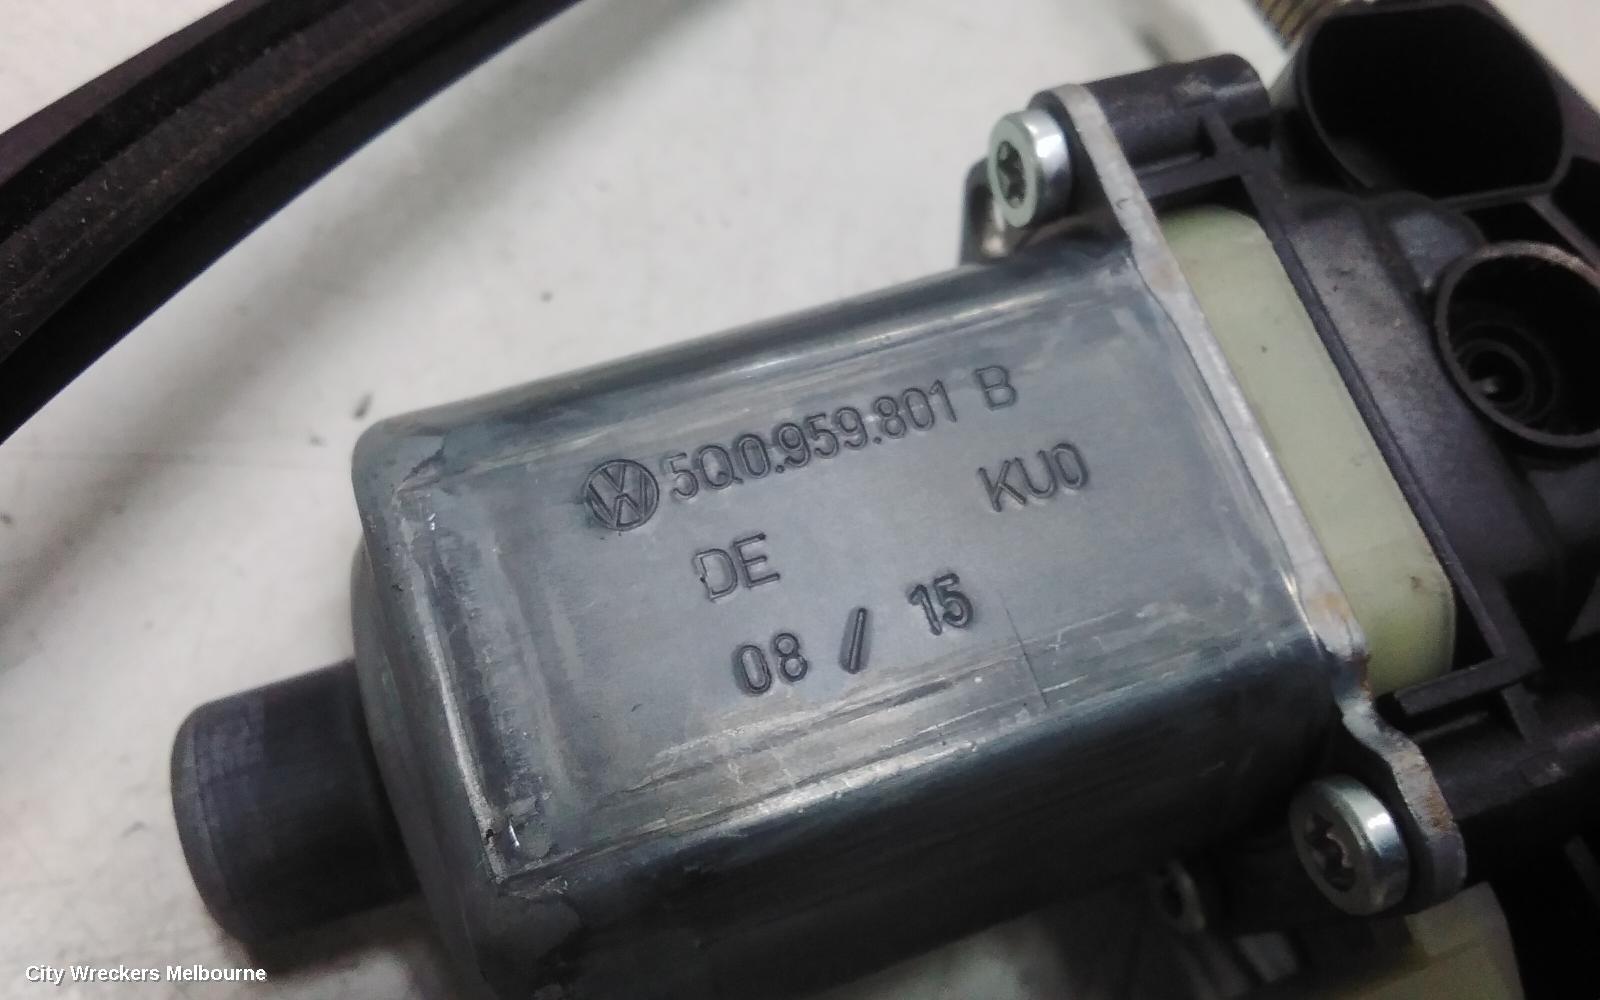 5Q0.959.801 B
KU0
DE
08 / 15
City Wreckers Melbourne